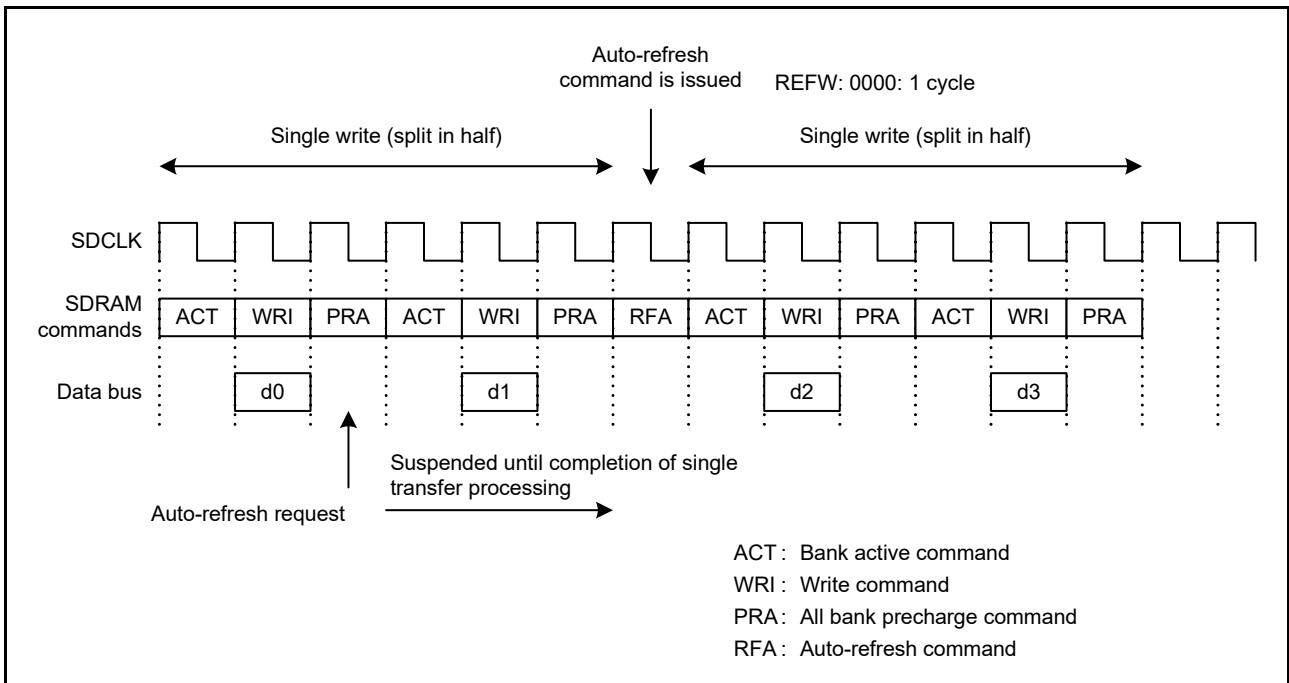 Auto-refresh
command is issued
REFW: 0000: 1 cycle
Single write (split in half)
Single write (split in half)
SDCLK
SDRAM
commands
ACT WRI PRA ACT WRI PRA RFA ACT WRI PRA ACT WRI PRA
Data bus
d0 d1 d2 d3
Suspended until completion of single
transfer processing
Auto-refresh request
ACT : Bank active command
WRI : Write command
PRA : All bank precharge command
RFA : Auto-refresh command